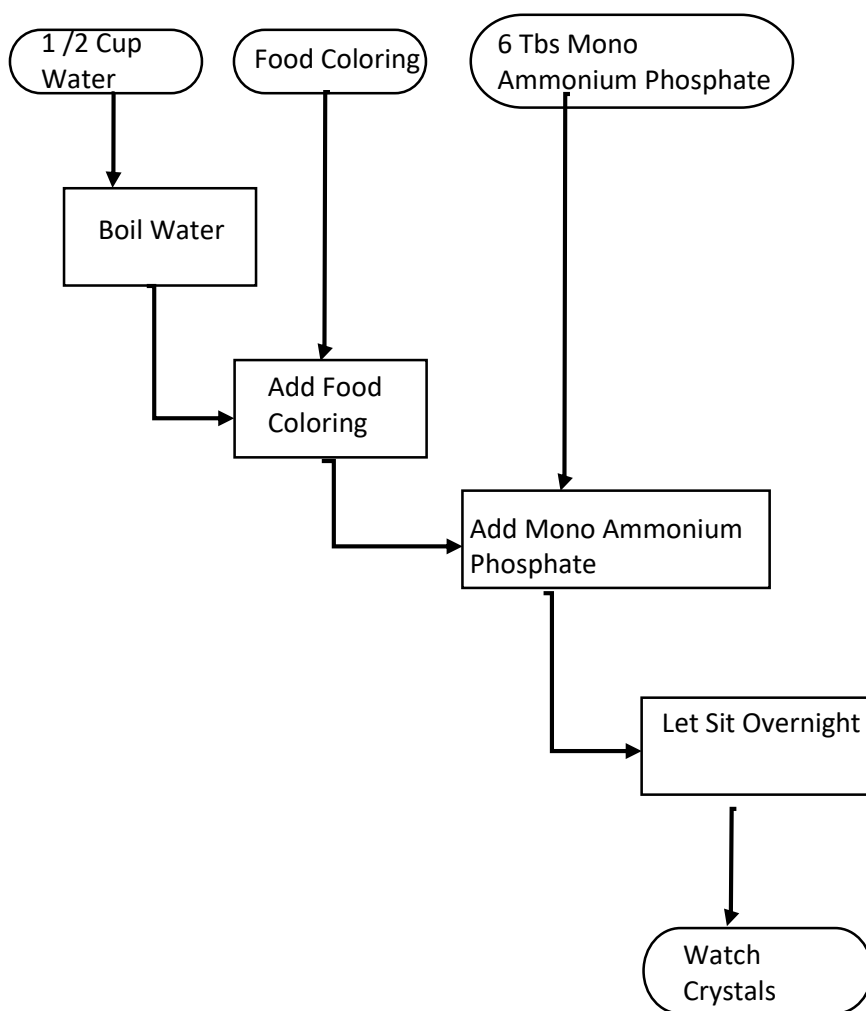 1 /2 Cup
Water
Food Coloring
6 Tbs Mono
Ammonium Phosphate
Boil Water
Add Food
Coloring
Add Mono Ammonium
Phosphate
Let Sit Overnight
Watch
Crystals